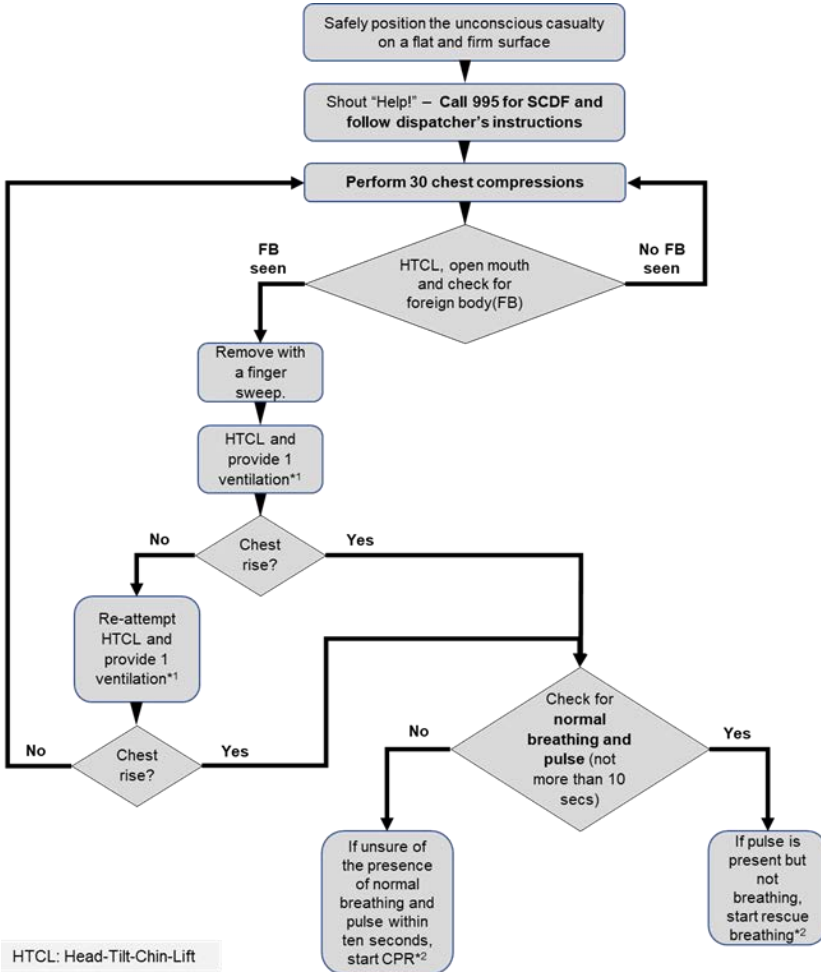 Safely position the unconscious casualty
on a flat and firm surface
Shout “Help!” – Call 995 for SCDF and
follow dispatcher’s instructions
Perform 30 chest compressions
FB
seen
HTCL, open mouth
and check for
foreign body(FB)
No FB
seen
Remove with
a finger
sweep.
HTCL and
provide 1
ventilation*1
No
Chest
rise?
Yes
Re-attempt
HTCL and
provide 1
ventilation*1
No
Chest
rise?
Yes
No
Check for
normal
breathing and
pulse (not
more than 10
secs)
Yes
If unsure of
the presence
of normal
breathing and
pulse within
ten seconds,
start CPR*2
If pulse is
present but
not
breathing,
start rescue
breathing*2
HTCL: Head-Tilt-Chin-Lift